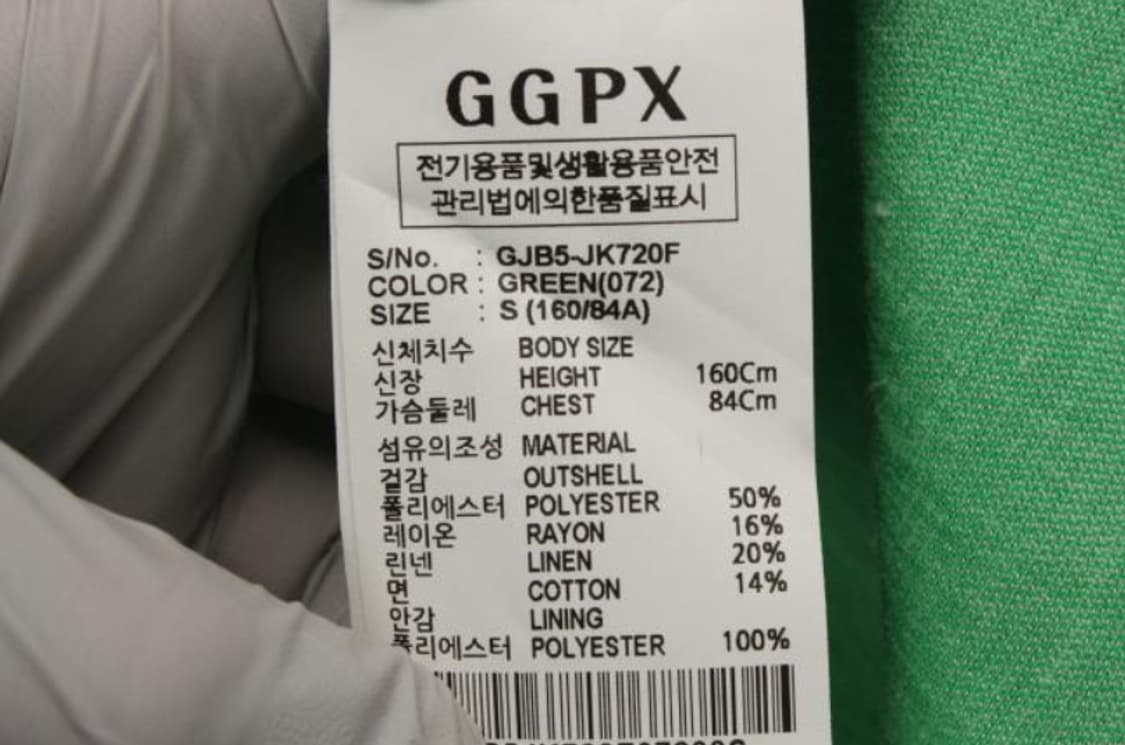 GGPX
전기용품및생활용품안전
관리법에의한품질표시
S/No. : GJB5-JK720F
COLOR : GREEN(072)
SIZE : S (160/84A)
신체치수 BODY SIZE
신장 HEIGHT 160Cm
가슴둘레 CHEST 84Cm
섬유의조성 MATERIAL
겉감 OUTSHELL
폴리에스터 POLYESTER 50%
레이온 RAYON 16%
린넨 LINEN 20%
면 COTTON 14%
안감 LINING
폴리에스터 POLYESTER 100%